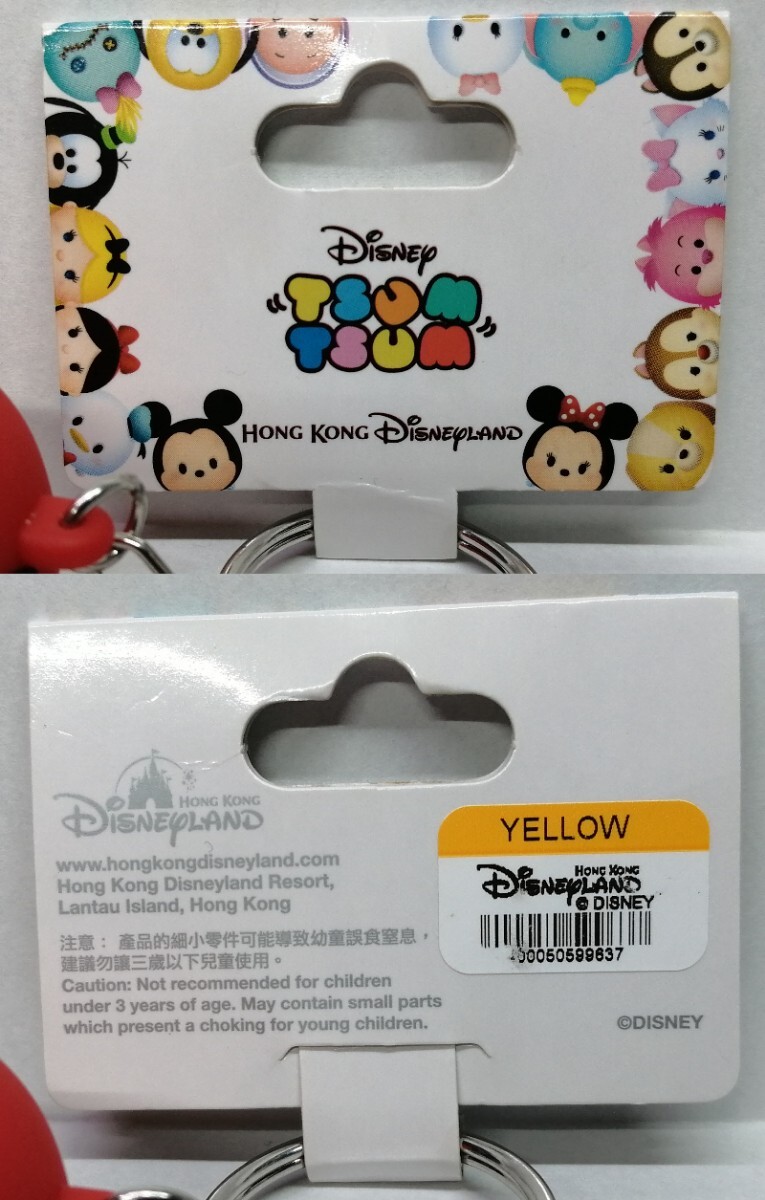 Disney
TSUM
TSUM
HONG KONG Disneyland
HONG KONG
Disneyland
www.hongkongdisneyland.com
Hong Kong Disneyland Resort,
Lantau Island, Hong Kong
注意： 產品的細小零件可能導致幼童誤食窒息，
建議勿讓三歲以下兒童使用。
Caution: Not recommended for children
under 3 years of age. May contain small parts
which present a choking for young children.
YELLOW
HONG KONG
Disneyland
© DISNEY
400050599637
©DISNEY